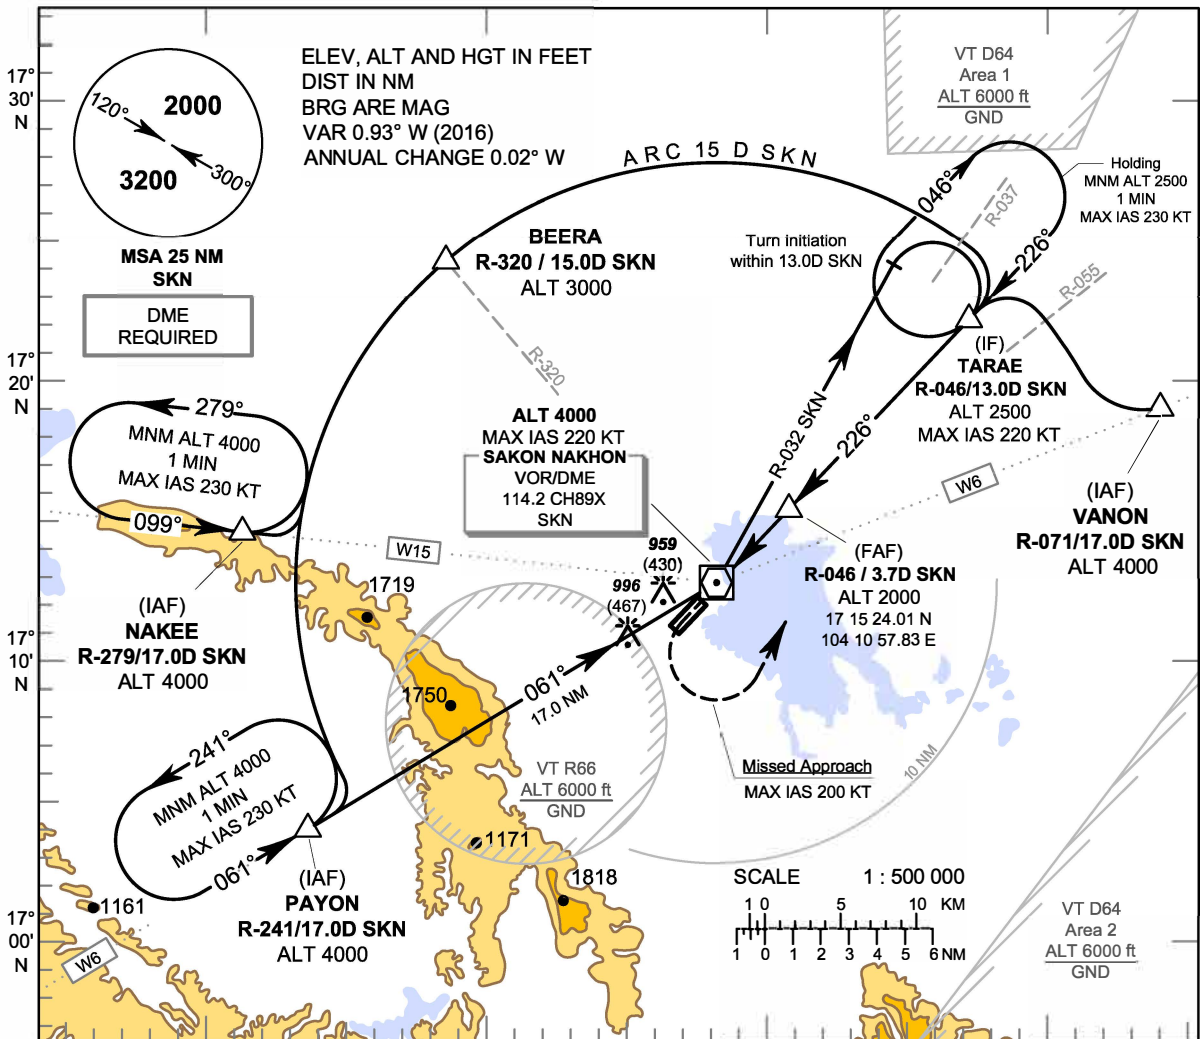 ELEV, ALT AND HGT IN FEET
DIST IN NM
BRG ARE MAG
VAR 0.93° W (2016)
ANNUAL CHANGE 0.02° W
17°
30'
N
120°
2000
3200
300°
MSA 25 NM
SKN
DME
REQUIRED
ARC 15 D SKN
VT D64
Area 1
ALT 6000 ft
GND
Holding
MNM ALT 2500
1 MIN
MAX IAS 230 KT
046°
R-037
226°
R-055
Turn initiation
within 13.0D SKN
BEERA
R-320 / 15.0D SKN
ALT 3000
R-320
17°
20'
N
(IF)
TARAE
R-046/13.0D SKN
ALT 2500
MAX IAS 220 KT
279°
MNM ALT 4000
1 MIN
MAX IAS 230 KT
099°
ALT 4000
MAX IAS 220 KT
SAKON NAKHON
VOR/DME
114.2 CH89X
SKN
R-032 SKN
226°
W6
W15
(IAF)
VANON
R-071/17.0D SKN
ALT 4000
(FAF)
R-046 / 3.7D SKN
ALT 2000
17 15 24.01 N
104 10 57.83 E
959
(430)
996
(467)
1719
(IAF)
NAKEE
R-279/17.0D SKN
ALT 4000
17°
10'
N
1750
061°
17.0 NM
241°
MNM ALT 4000
1 MIN
MAX IAS 230 KT
061°
VT R66
ALT 6000 ft
GND
Missed Approach
MAX IAS 200 KT
10 NM
1171
1818
1161
(IAF)
PAYON
R-241/17.0D SKN
ALT 4000
17°
00'
N
W6
SCALE 1 : 500 000
1 0 5 10 KM
1 0 1 2 3 4 5 6 NM
VT D64
Area 2
ALT 6000 ft
GND